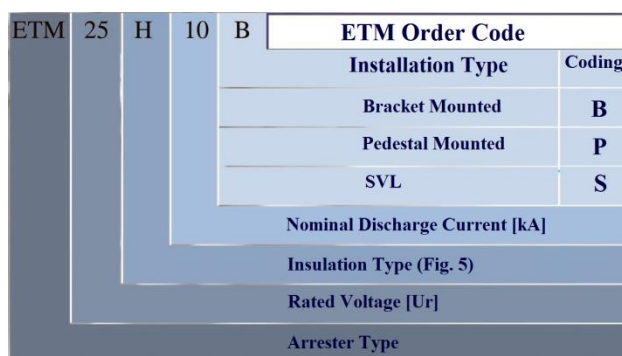 ETM 25 H 10 B ETM Order Code
Installation Type Coding
Bracket Mounted B
Pedestal Mounted P
SVL S
Nominal Discharge Current [kA]
Insulation Type (Fig. 5)
Rated Voltage [Ur]
Arrester Type